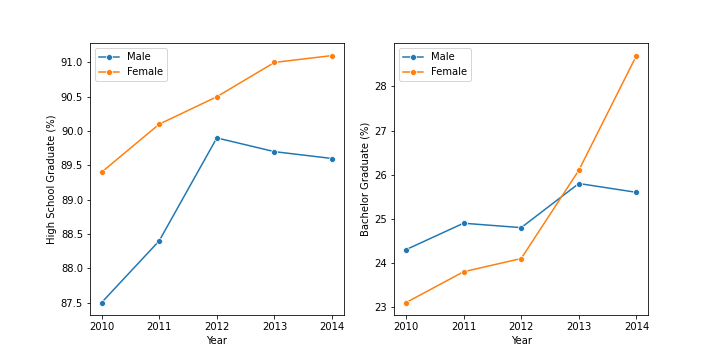 Male
Female
High School Graduate (%)
91.0
90.5
90.0
89.5
89.0
88.5
88.0
87.5
2010 2011 2012 2013 2014
Year
Male
Female
Bachelor Graduate (%)
28
27
26
25
24
23
2010 2011 2012 2013 2014
Year